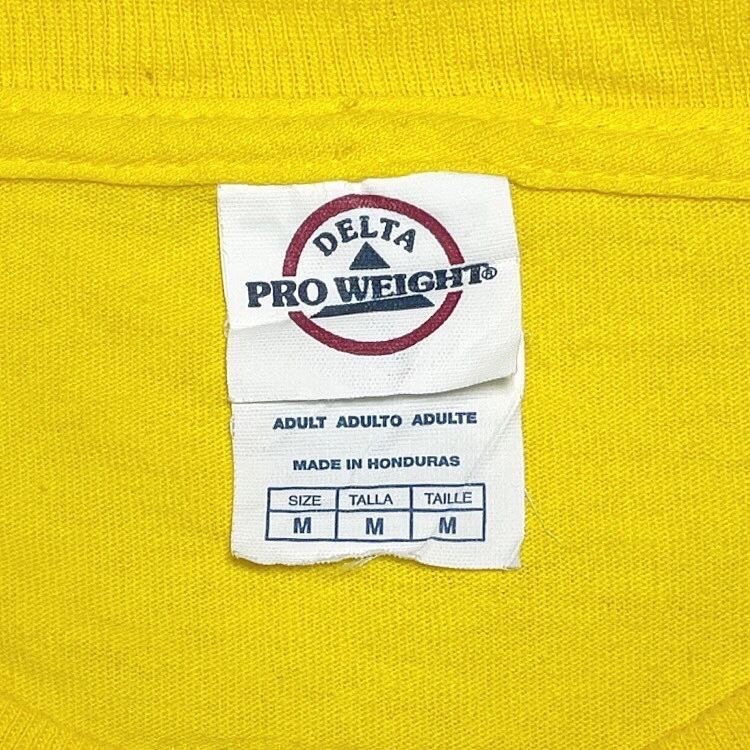 DELTA
PRO WEIGHT®
ADULT ADULTO ADULTE
MADE IN HONDURAS
SIZE TALLA TAILLE
M M M